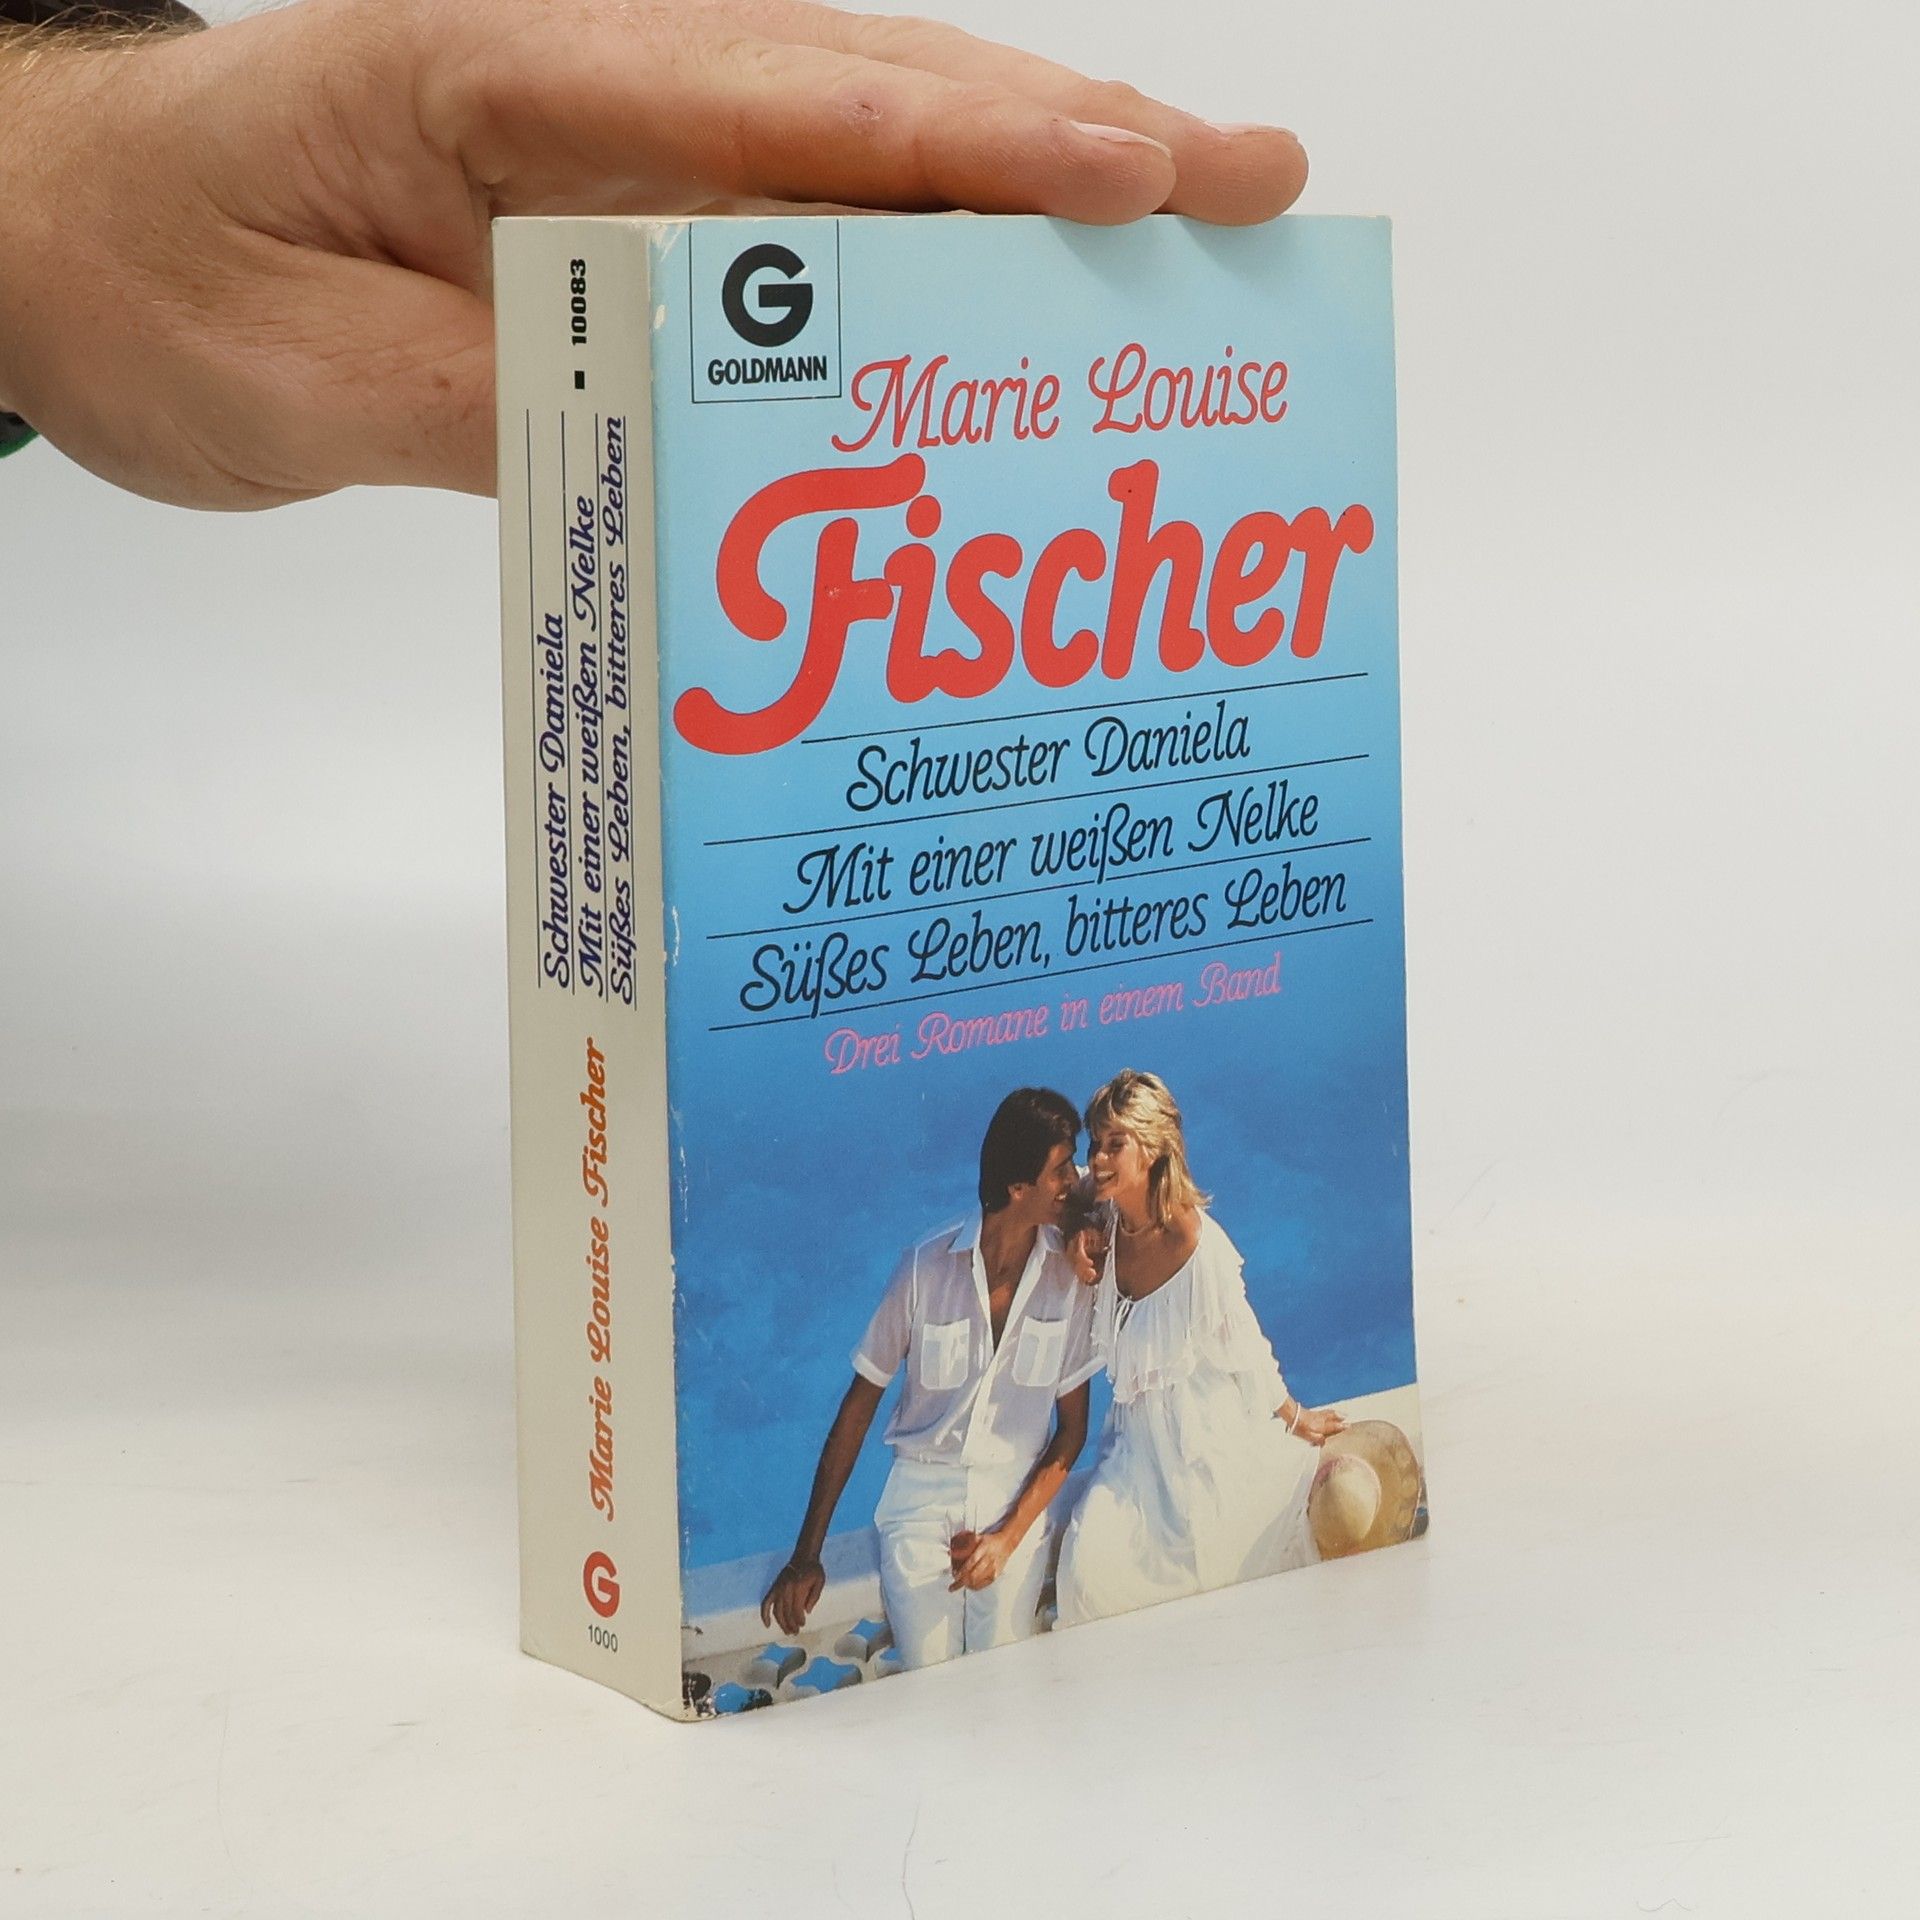 10083
Schwester Daniela
Mit einer weißen Nelke
Süßes Leben, bitteres Leben
Marie Louise Fischer
G
1000
G
GOLDMANN
Marie Louise
Fischer
Schwester Daniela
Mit einer weißen Nelke
Süßes Leben, bitteres Leben
Drei Romane in einem Band